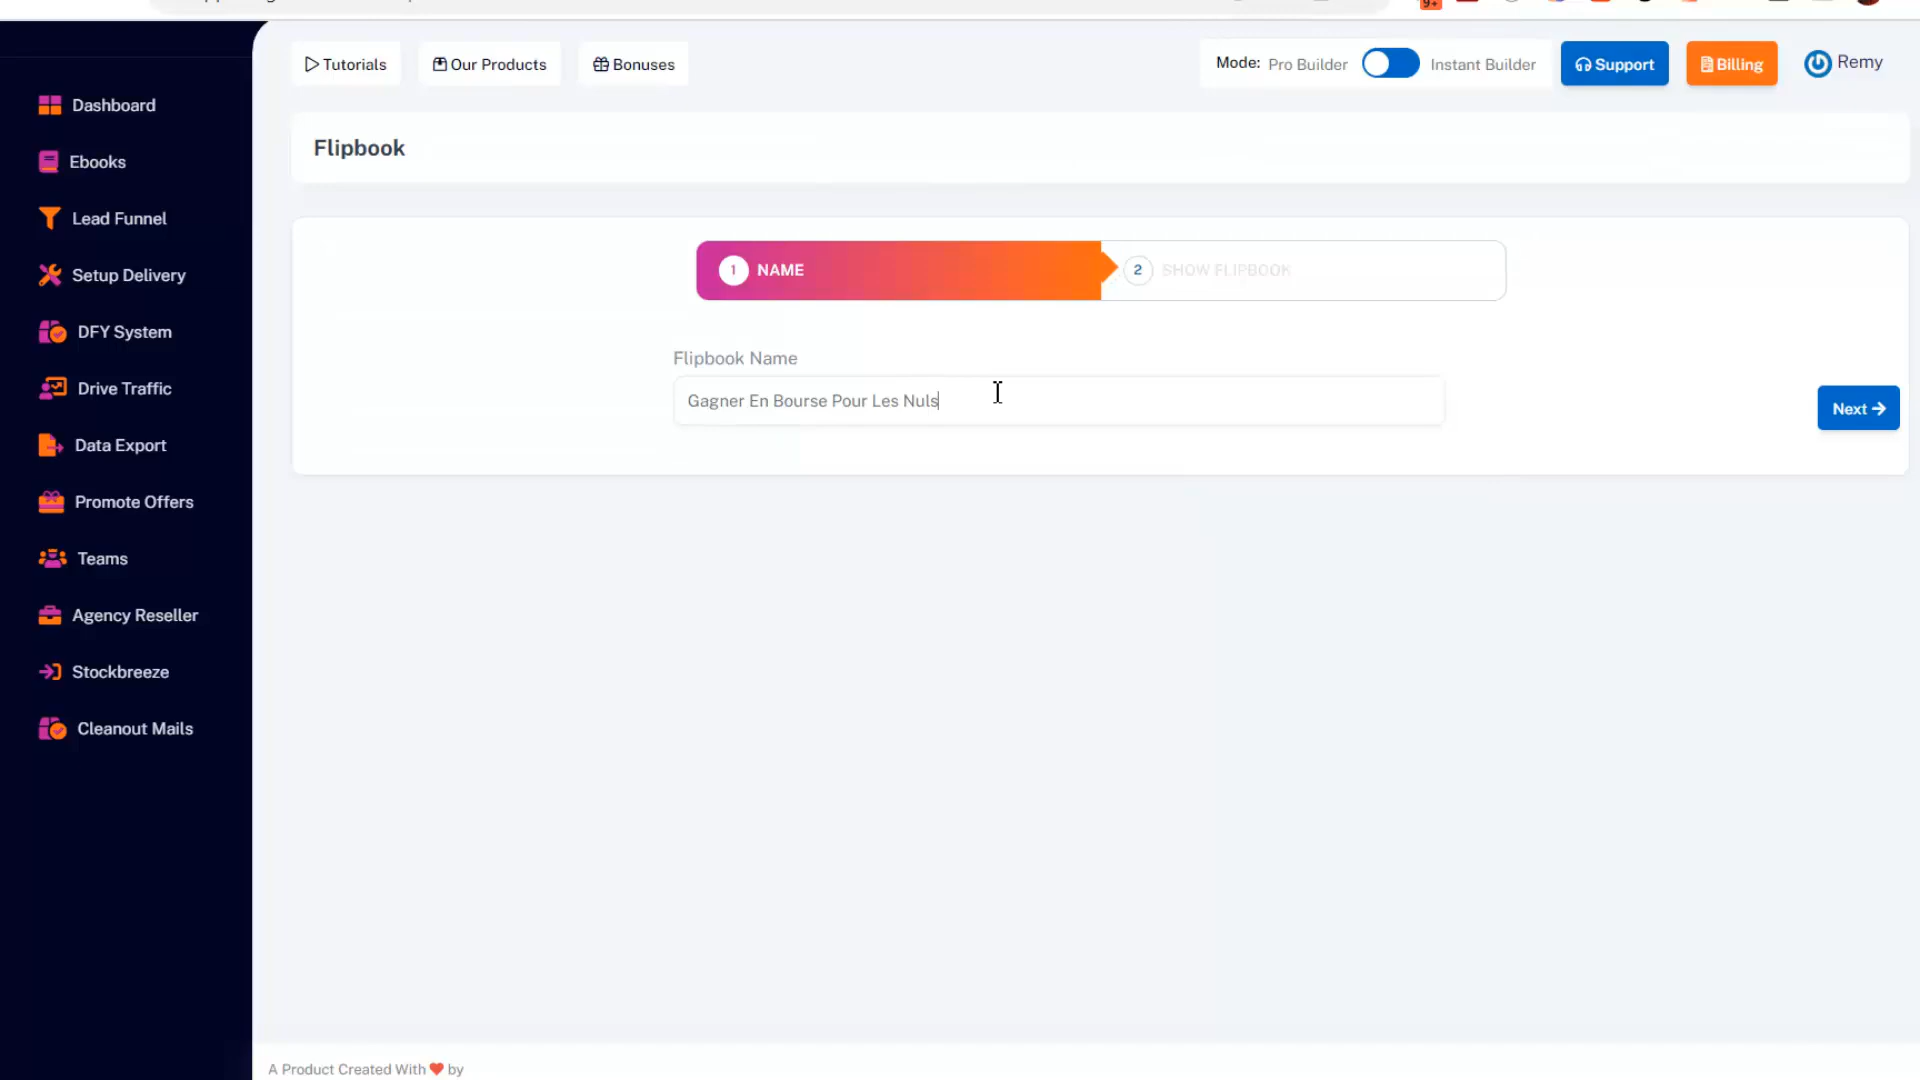 9+
Tutorials
Our Products
Bonuses
Mode: Pro Builder
Instant Builder
Support
Billing
Remy
Dashboard
Ebooks
Lead Funnel
Setup Delivery
DFY System
Drive Traffic
Data Export
Promote Offers
Teams
Agency Reseller
Stockbreeze
Cleanout Mails
Flipbook
1 NAME
2 SHOW FLIPBOOK
Flipbook Name
Gagner En Bourse Pour Les Nuls
Next
A Product Created With ❤ by